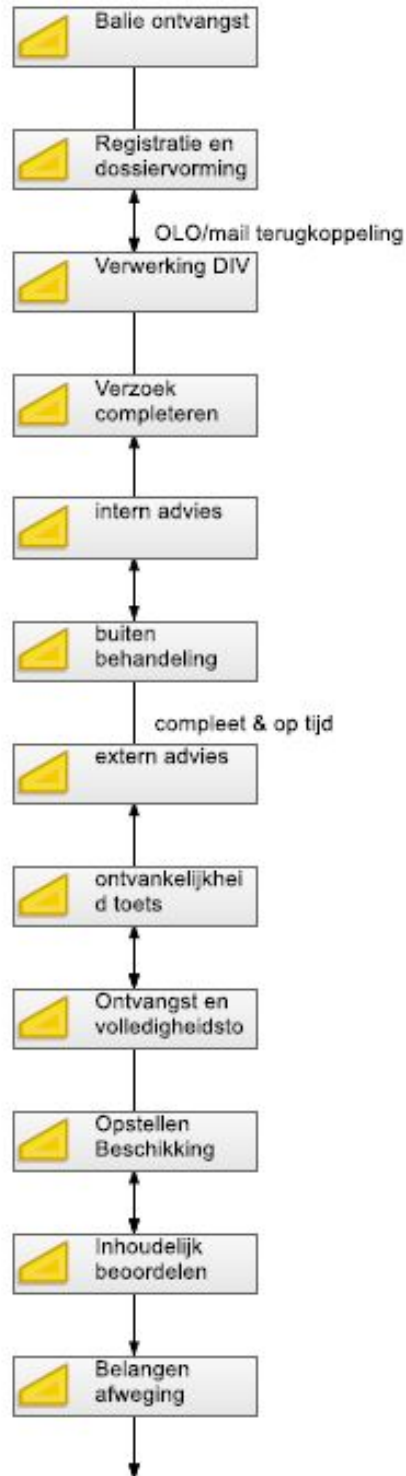 Balie ontvangst
Registratie en
dossiervorming
OLO/mail terugkoppeling
Verwerking DIV
Verzoek
completeren
intern advies
buiten
behandeling
compleet & op tijd
extern advies
ontvankelijkhei
d toets
Ontvangst en
volledigheidsto
Opstellen
Beschikking
Inhoudelijk
beoordelen
Belangen
afweging